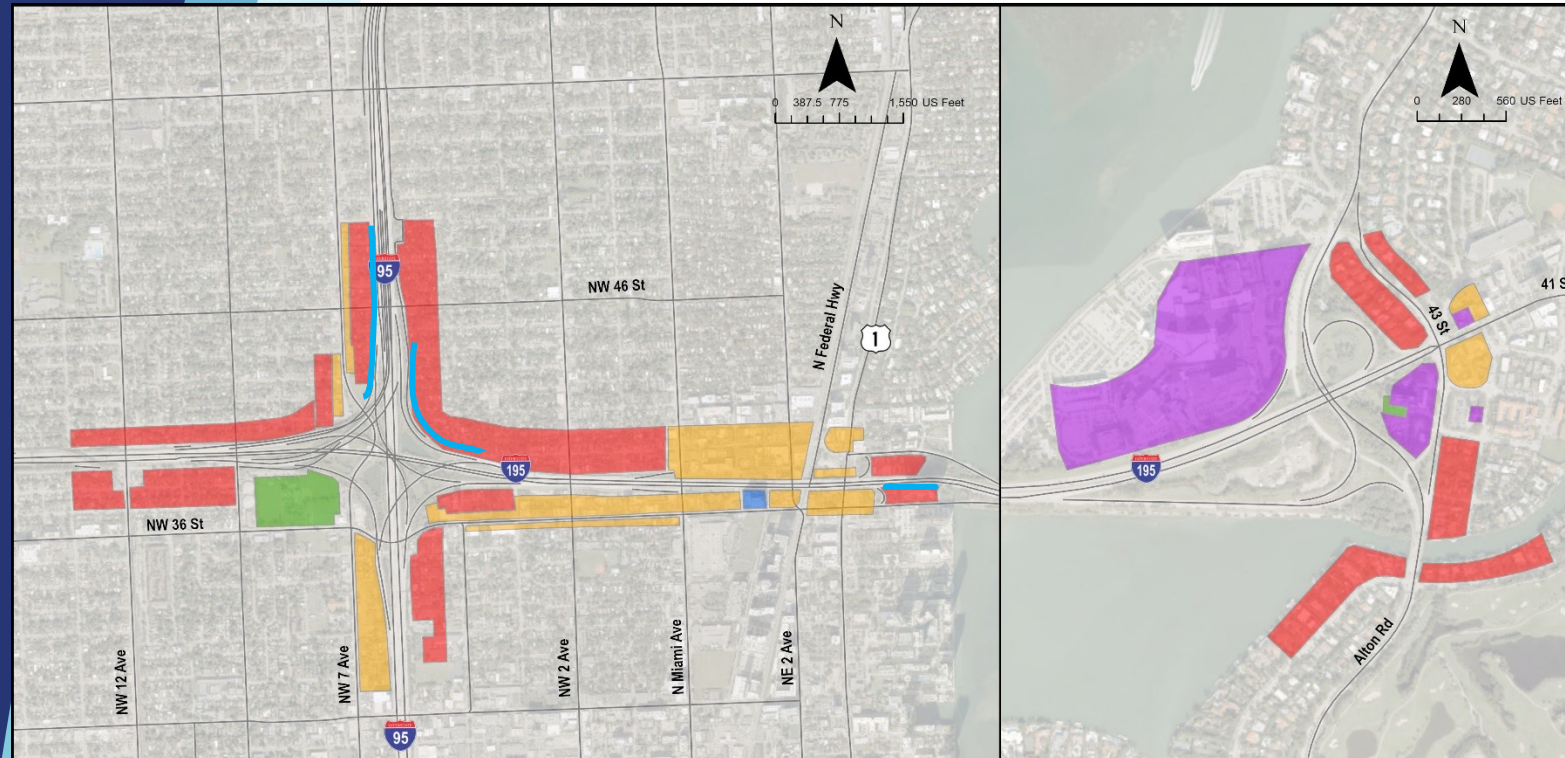 N
0 387.5 775 1,550 US Feet
95
NW 46 St
N Federal Hwy
1
195
NW 36 St
NW 12 Ave
NW 7 Ave
NW 2 Ave
N Miami Ave
NE 2 Ave
95
N
0 280 560 US Feet
41 S
43 St
195
Alton Rd